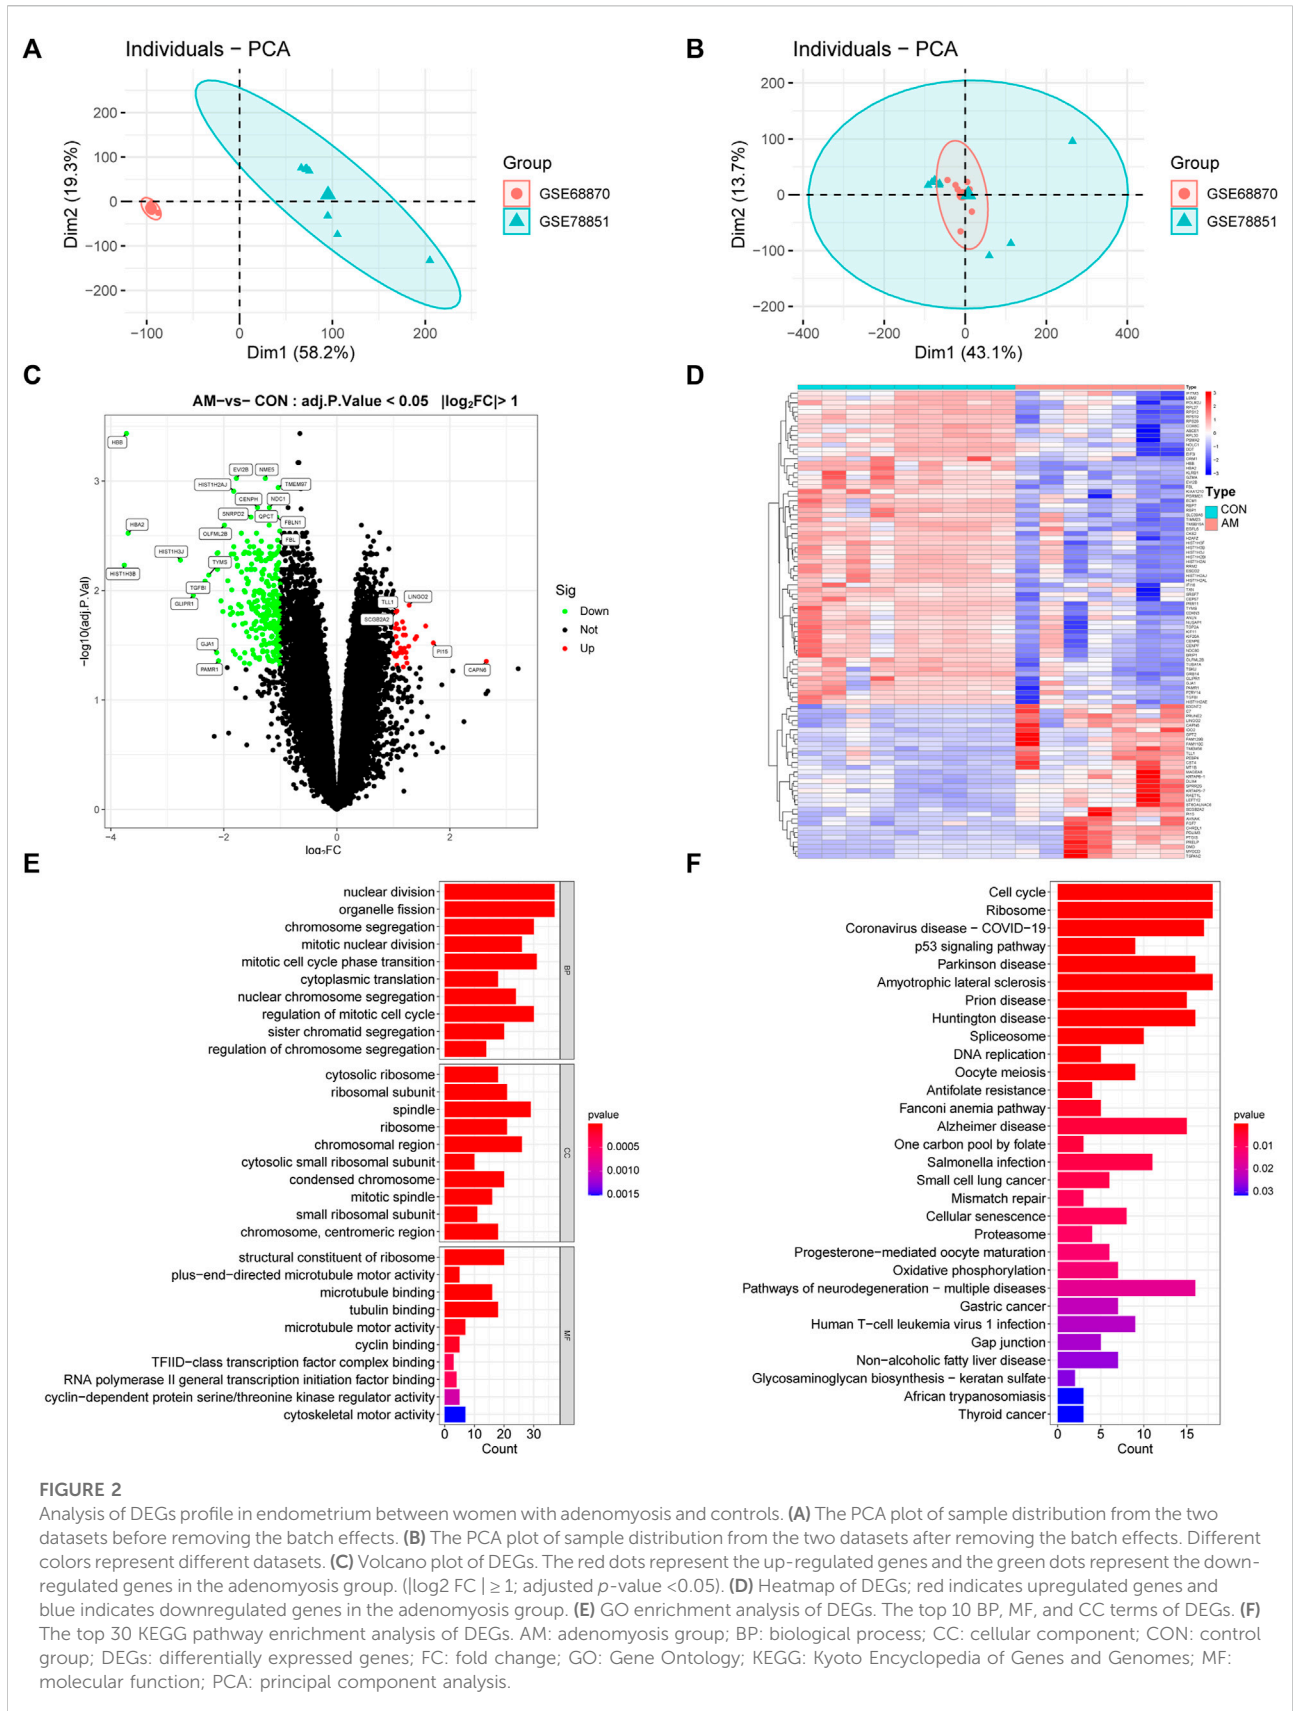 A
Individuals − PCA
Dim2 (19.3%)
200
100
0
−100
−200
−100
0
100
200
Dim1 (58.2%)
Group
GSE68870
GSE78851
B
Individuals − PCA
Dim2 (13.7%)
200
100
0
−100
−200
−400
−200
0
200
400
Dim1 (43.1%)
Group
GSE68870
GSE78851
C
AM−vs− CON : adj.P.Value < 0.05 |log₂FC|> 1
−log10(adj.P.Val)
3
2
1
0
−4
−2
0
2
log₂FC
HBB
EVI2B
NME5
HIST1H2AJ
TMEM97
CENPH
NDC1
SNRPD2
QPCT
FBLN1
HBA2
OLFML2B
FBL
HIST1H3J
TYMS
HIST1H3B
TGFBI
GLIPR1
TLL1
LINGO2
SCGB2A2
GJA1
PI15
PAMR1
CAPN6
Sig
Down
Not
Up
D
Type
3
2
1
0
−1
−2
−3
Type
CON
AM
E
nuclear division
organelle fission
chromosome segregation
mitotic nuclear division
mitotic cell cycle phase transition
cytoplasmic translation
nuclear chromosome segregation
regulation of mitotic cell cycle
sister chromatid segregation
regulation of chromosome segregation
BP
cytosolic ribosome
ribosomal subunit
spindle
ribosome
chromosomal region
cytosolic small ribosomal subunit
condensed chromosome
mitotic spindle
small ribosomal subunit
chromosome, centromeric region
CC
structural constituent of ribosome
plus−end−directed microtubule motor activity
microtubule binding
tubulin binding
microtubule motor activity
cyclin binding
TFIID−class transcription factor complex binding
RNA polymerase II general transcription initiation factor binding
cyclin−dependent protein serine/threonine kinase regulator activity
cytoskeletal motor activity
MF
0 10 20 30
Count
pvalue
0.0005
0.0010
0.0015
F
Cell cycle
Ribosome
Coronavirus disease − COVID−19
p53 signaling pathway
Parkinson disease
Amyotrophic lateral sclerosis
Prion disease
Huntington disease
Spliceosome
DNA replication
Oocyte meiosis
Antifolate resistance
Fanconi anemia pathway
Alzheimer disease
One carbon pool by folate
Salmonella infection
Small cell lung cancer
Mismatch repair
Cellular senescence
Proteasome
Progesterone−mediated oocyte maturation
Oxidative phosphorylation
Pathways of neurodegeneration − multiple diseases
Gastric cancer
Human T−cell leukemia virus 1 infection
Gap junction
Non−alcoholic fatty liver disease
Glycosaminoglycan biosynthesis − keratan sulfate
African trypanosomiasis
Thyroid cancer
0 5 10 15
Count
pvalue
0.01
0.02
0.03
FIGURE 2
Analysis of DEGs profile in endometrium between women with adenomyosis and controls. (A) The PCA plot of sample distribution from the two
datasets before removing the batch effects. (B) The PCA plot of sample distribution from the two datasets after removing the batch effects. Different
colors represent different datasets. (C) Volcano plot of DEGs. The red dots represent the up-regulated genes and the green dots represent the down-
regulated genes in the adenomyosis group. (|log2 FC | ≥ 1; adjusted p-value <0.05). (D) Heatmap of DEGs; red indicates upregulated genes and
blue indicates downregulated genes in the adenomyosis group. (E) GO enrichment analysis of DEGs. The top 10 BP, MF, and CC terms of DEGs. (F)
The top 30 KEGG pathway enrichment analysis of DEGs. AM: adenomyosis group; BP: biological process; CC: cellular component; CON: control
group; DEGs: differentially expressed genes; FC: fold change; GO: Gene Ontology; KEGG: Kyoto Encyclopedia of Genes and Genomes; MF:
molecular function; PCA: principal component analysis.